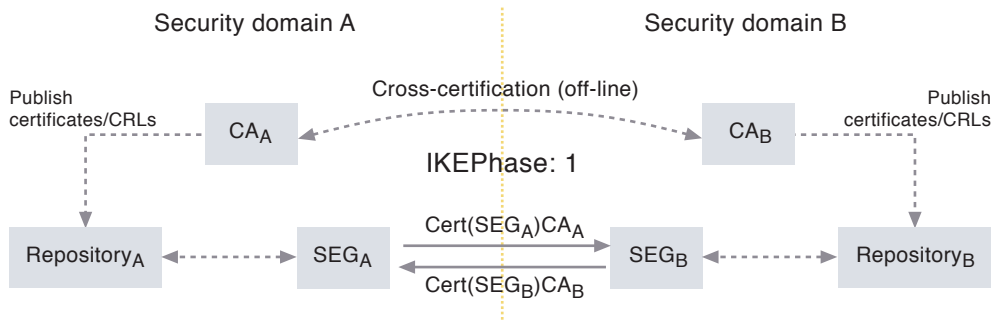 Security domain A
Security domain B
Cross-certification (off-line)
Publish
certificates/CRLs
Publish
certificates/CRLs
CA_A
CA_B
IKEPhase: 1
Cert(SEG_A)CA_A
Repository_A
SEG_A
SEG_B
Repository_B
Cert(SEG_B)CA_B